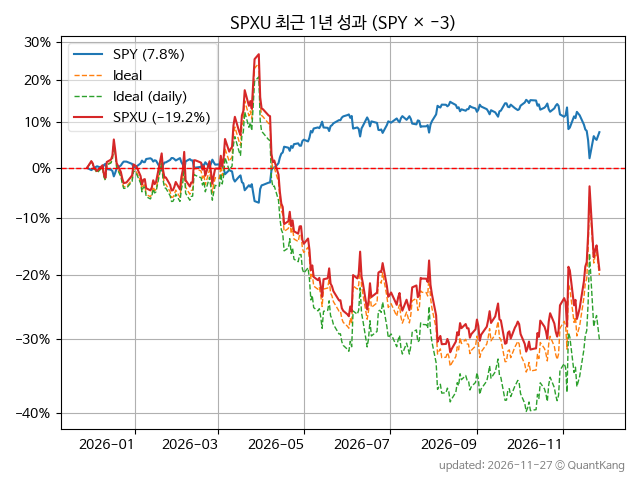 SPXU 최근 1년 성과 (SPY × −3)
30%
20%
10%
0%
−10%
−20%
−30%
−40%
SPY (7.8%)
Ideal
Ideal (daily)
SPXU (−19.2%)
2026-01
2026-03
2026-05
2026-07
2026-09
2026-11
updated: 2026-11-27 © QuantKang